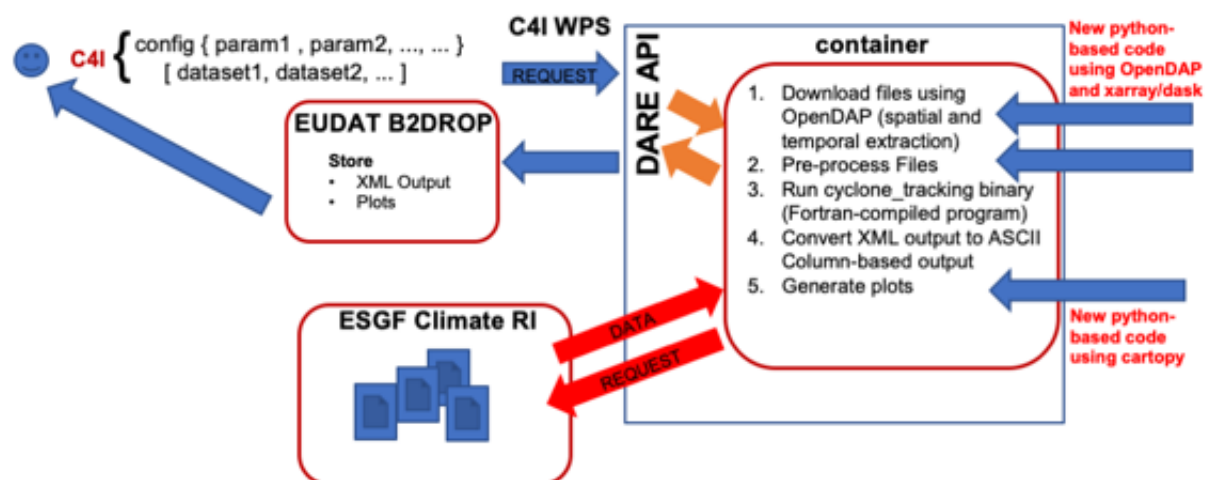 C4I { config { param1 , param2, ..., ... }
[ dataset1, dataset2, ... ]
C4I WPS
REQUEST
EUDAT B2DROP
Store
• XML Output
• Plots
ESGF Climate RI
DATA
REQUEST
DARE API
container
1. Download files using
OpenDAP (spatial and
temporal extraction)
2. Pre-process Files
3. Run cyclone_tracking binary
(Fortran-compiled program)
4. Convert XML output to ASCII
Column-based output
5. Generate plots
New python-
based code
using OpenDAP
and xarray/dask
New python-
based code
using cartopy